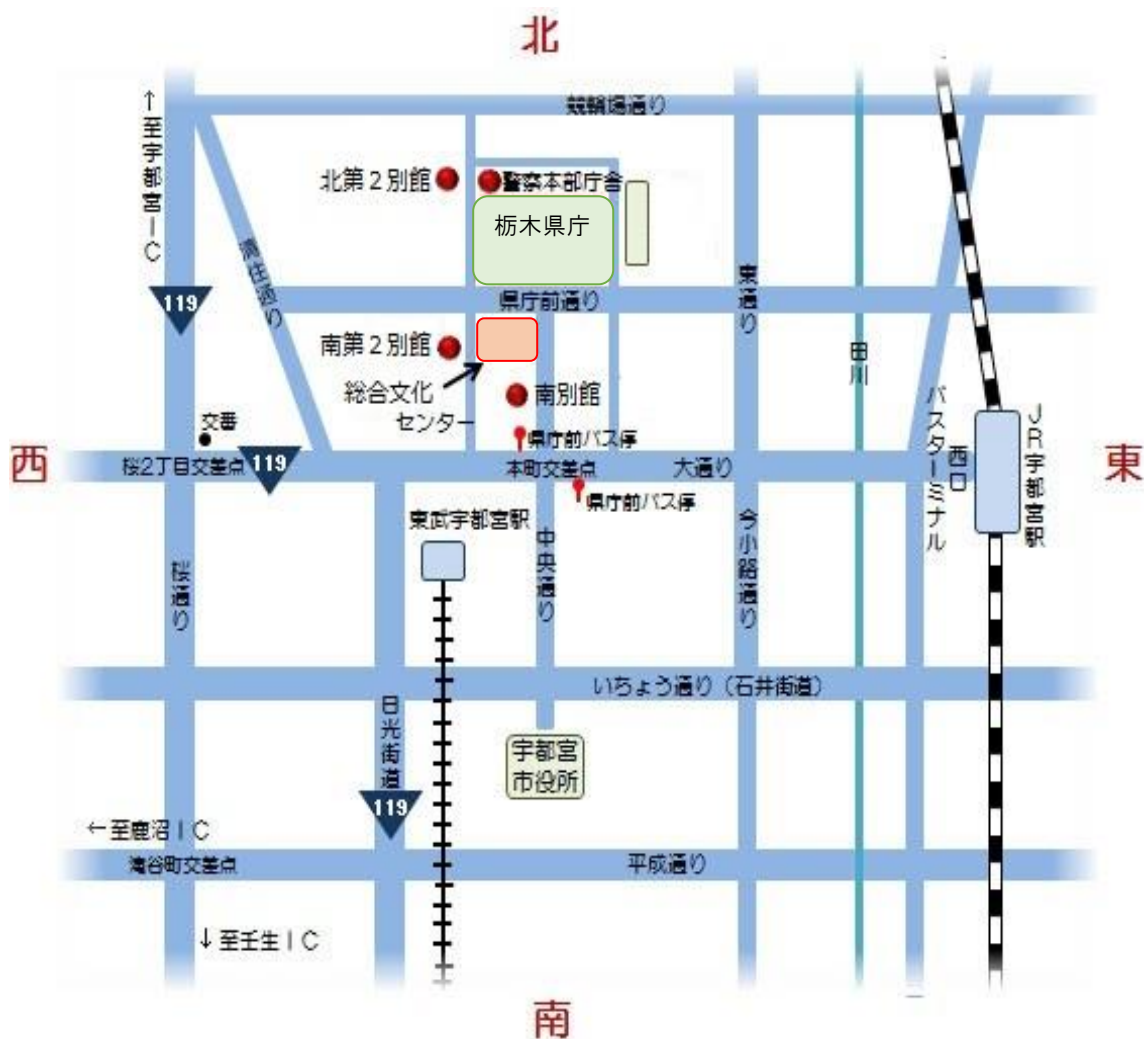 北
競輪場通り
↑至宇都宮IC
北第2別館
警察本部庁舎
栃木県庁
清住通り
119
県庁前通り
清通り
南第2別館
田川
総合文化
センター
南別館
バスターミナル
西口
JR宇都宮駅
交番
県庁前バス停
西
桜2丁目交差点
119
本町交差点
大通り
東
県庁前バス停
東武宇都宮駅
中央通り
今小路通り
桜通り
いちょう通り(石井街道)
日光街道
宇都宮
市役所
119
←至鹿沼IC
滝谷町交差点
平成通り
↓至壬生IC
南